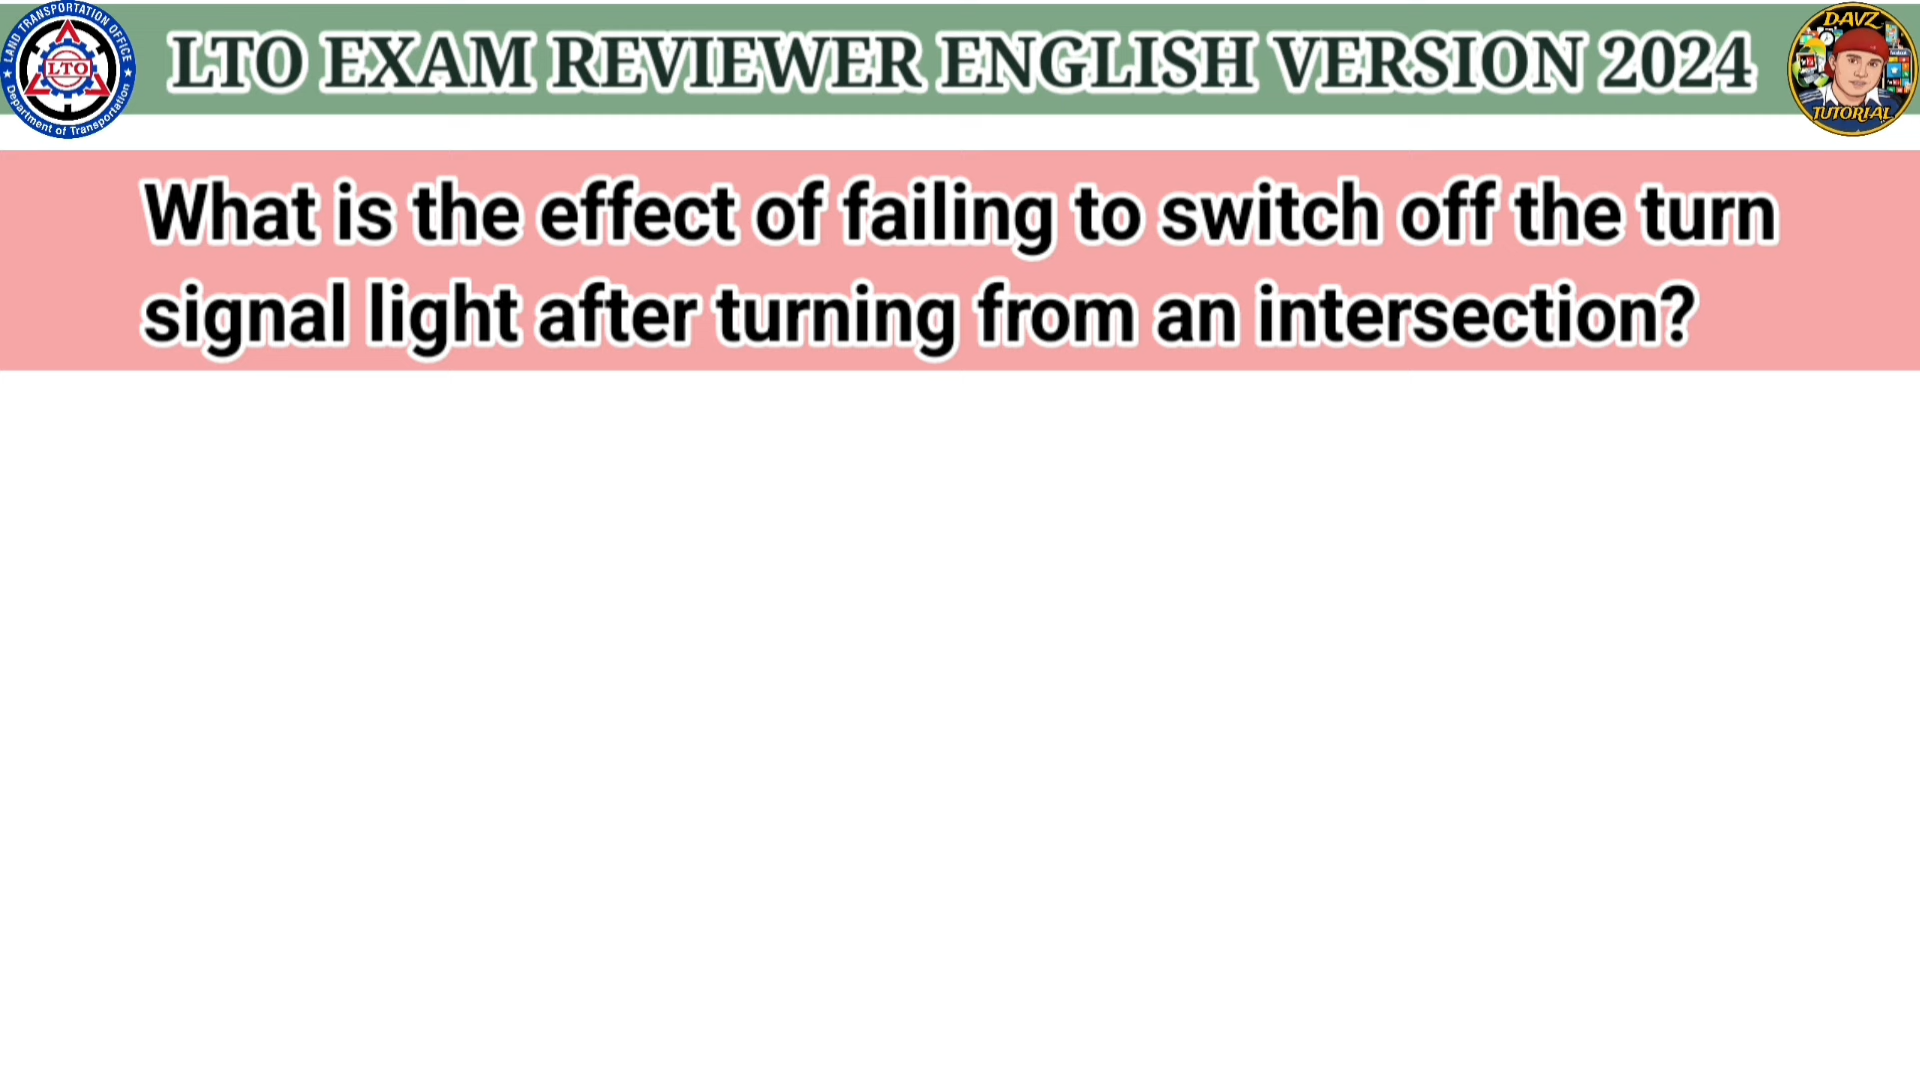 LAND TRANSPORTATION OFFICE
LTO
Department of Transportation
LTO EXAM REVIEWER ENGLISH VERSION 2024
DAVZ
TUTORIAL
What is the effect of failing to switch off the turn
signal light after turning from an intersection?